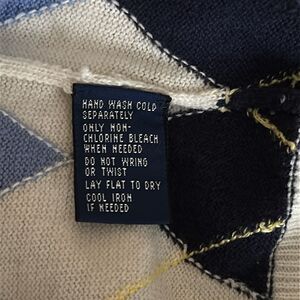 HAND WASH COLD
SEPARATELY
ONLY NON-
CHLORINE BLEACH
WHEN NEEDED
DO NOT WRING
OR TWIST
LAY FLAT TO DRY
COOL IRON
IF NEEDED